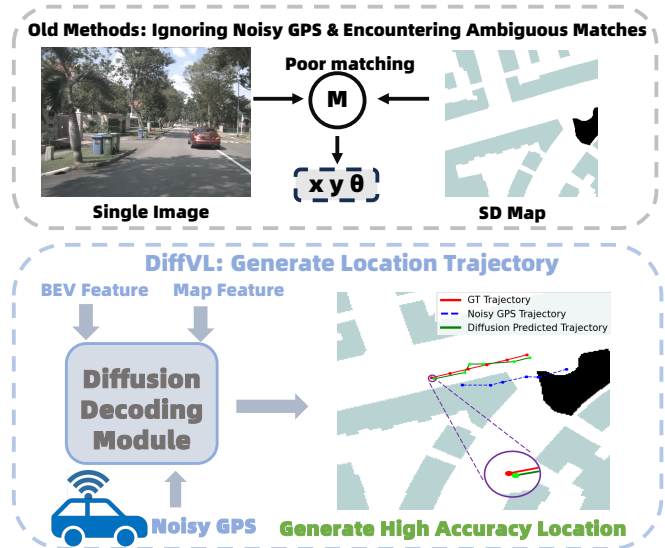 Old Methods: Ignoring Noisy GPS & Encountering Ambiguous Matches
Poor matching
M
x y θ
Single Image
SD Map
DiffVL: Generate Location Trajectory
BEV Feature
Map Feature
GT Trajectory
Noisy GPS Trajectory
Diffusion Predicted Trajectory
Diffusion
Decoding
Module
Noisy GPS
Generate High Accuracy Location